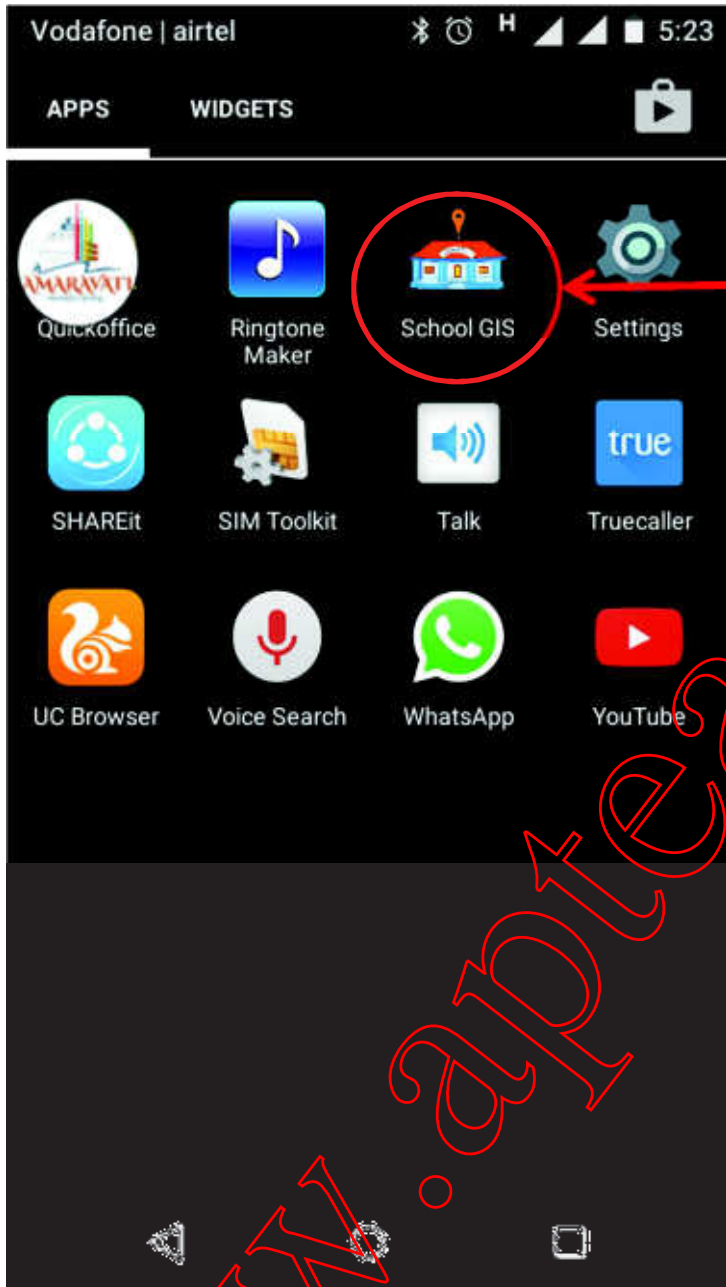 Vodafone | airtel H 5:23
APPS WIDGETS
AMARAVATI
Quickoffice Ringtone Maker School GIS Settings
SHAREit SIM Toolkit true Talk Truecaller
UC Browser Voice Search WhatsApp YouTube
w.aptea